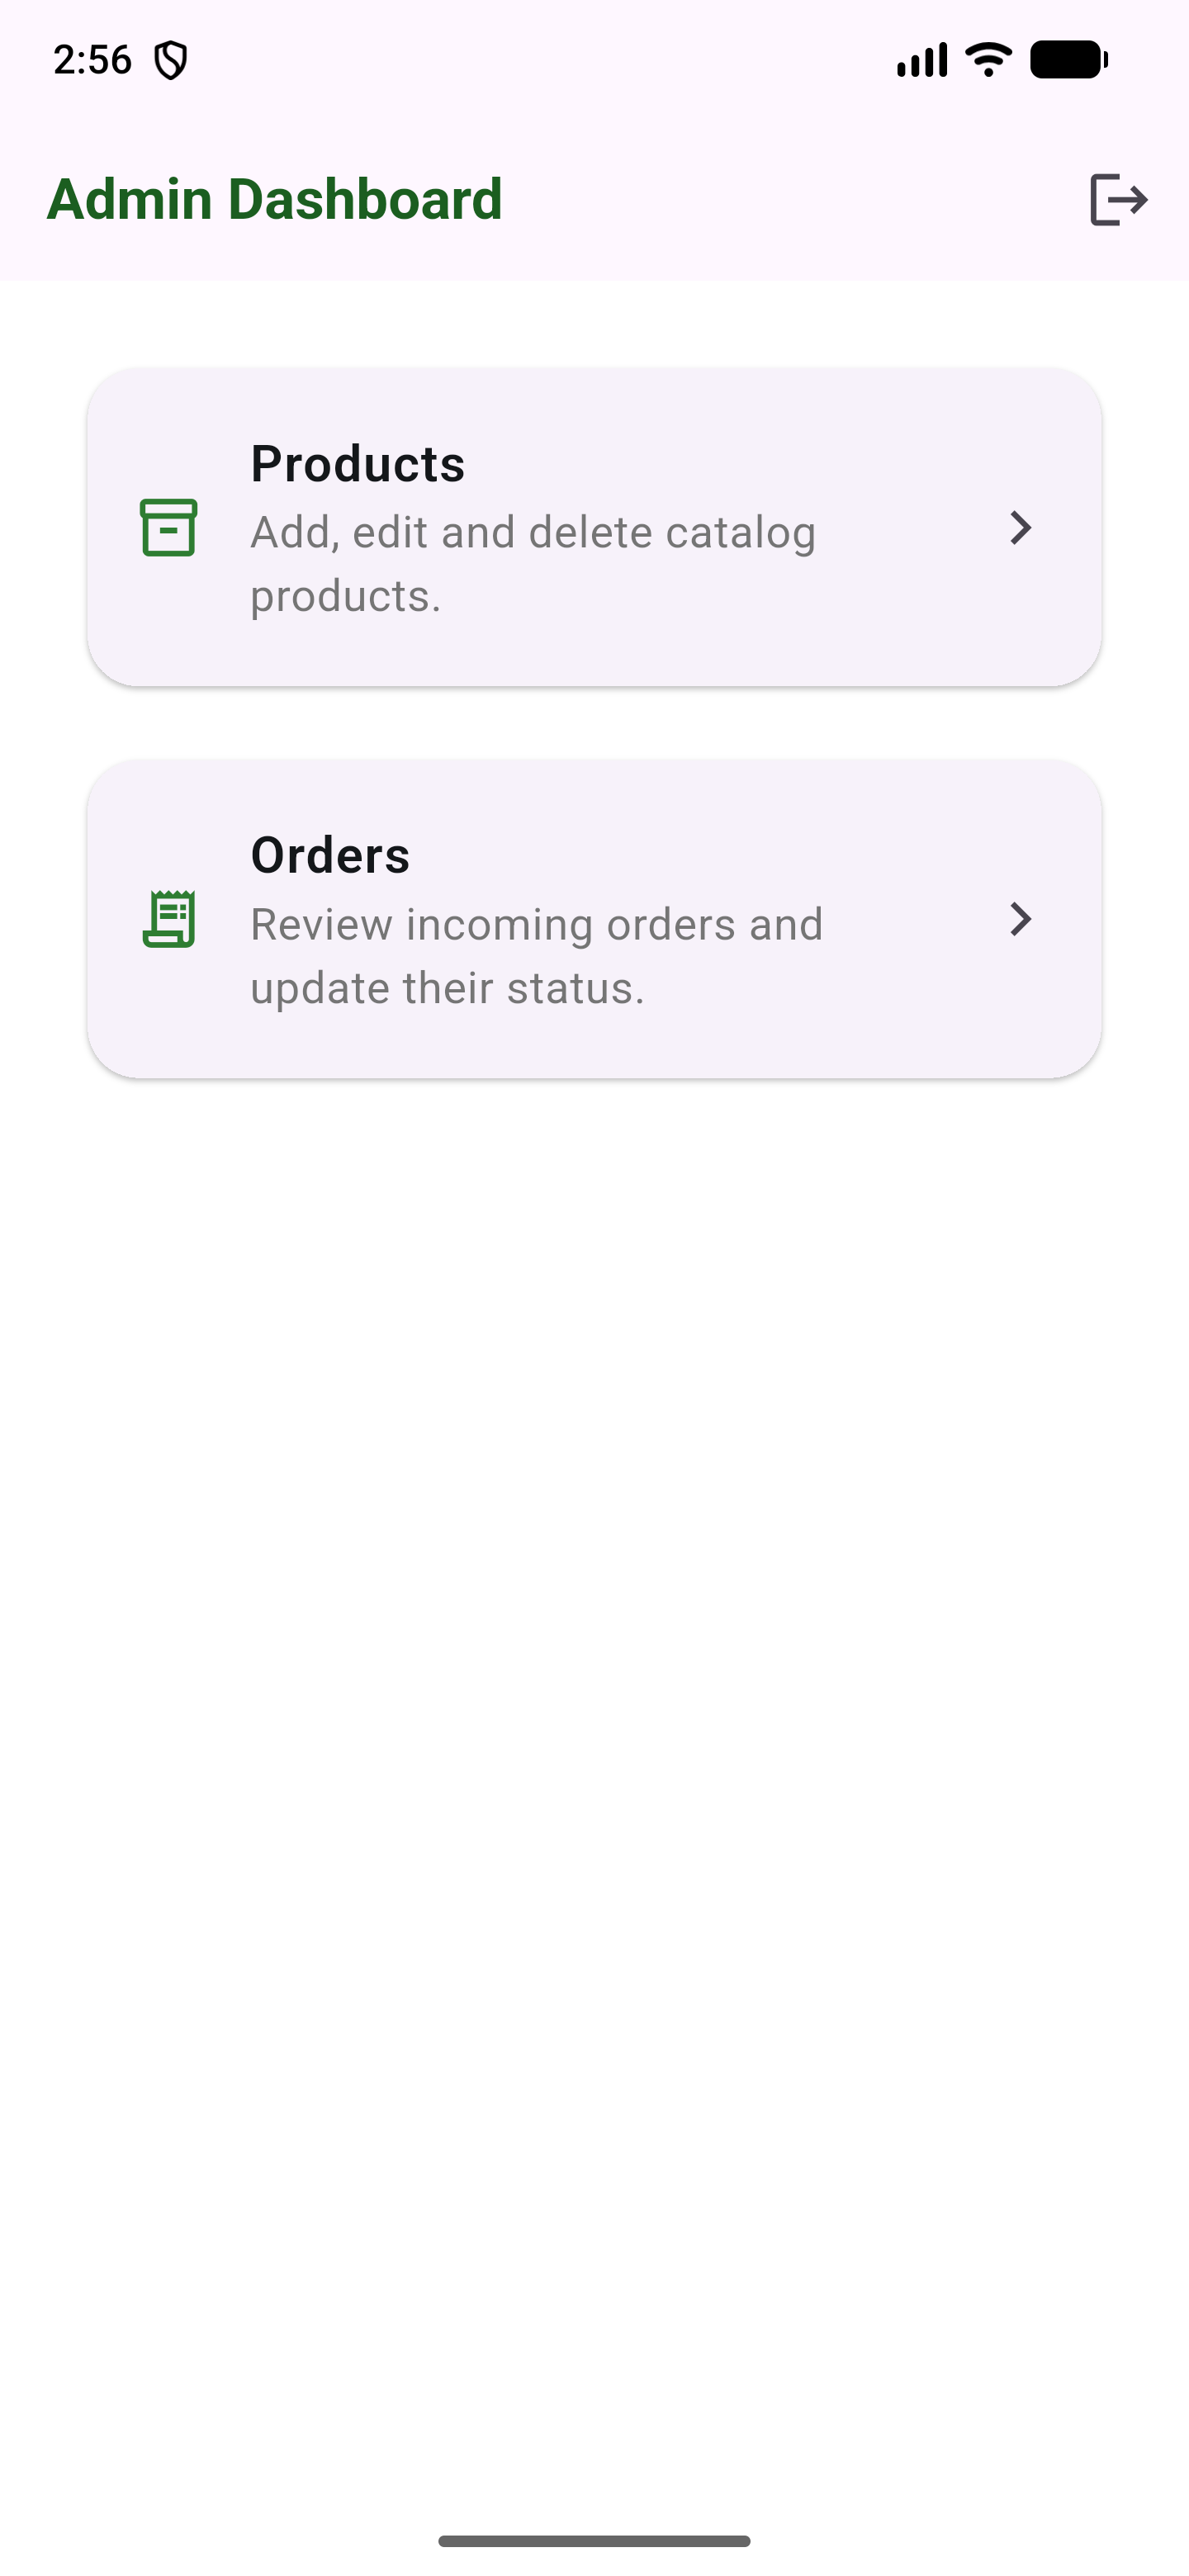 2:56
Admin Dashboard
Products
Add, edit and delete catalog
products.
Orders
Review incoming orders and
update their status.